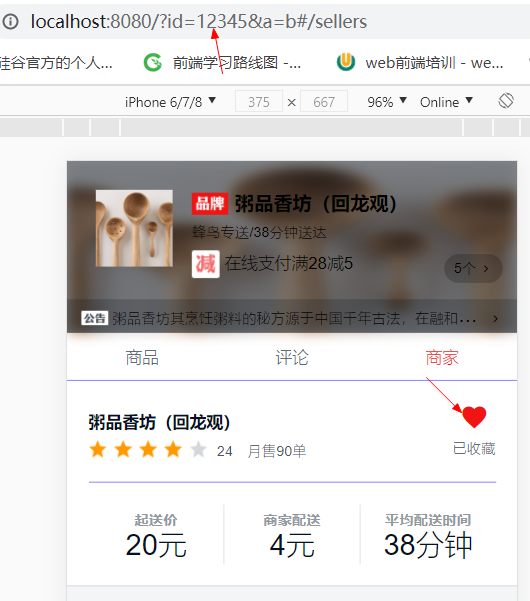 localhost:8080/?id=12345&a=b#/sellers
硅谷官方的个人... 前端学习路线图 -... web前端培训 - we...
iPhone 6/7/8 ▼ 375 × 667 96% ▼ Online ▼
品牌 粥品香坊（回龙观）
蜂鸟专送/38分钟送达
减 在线支付满28减5
5个 >
公告 粥品香坊其烹饪粥料的秘方源于中国千年古法，在融和... >
商品 评论 商家
粥品香坊（回龙观）
24 月售90单
已收藏
起送价 商家配送 平均配送时间
20元 4元 38分钟